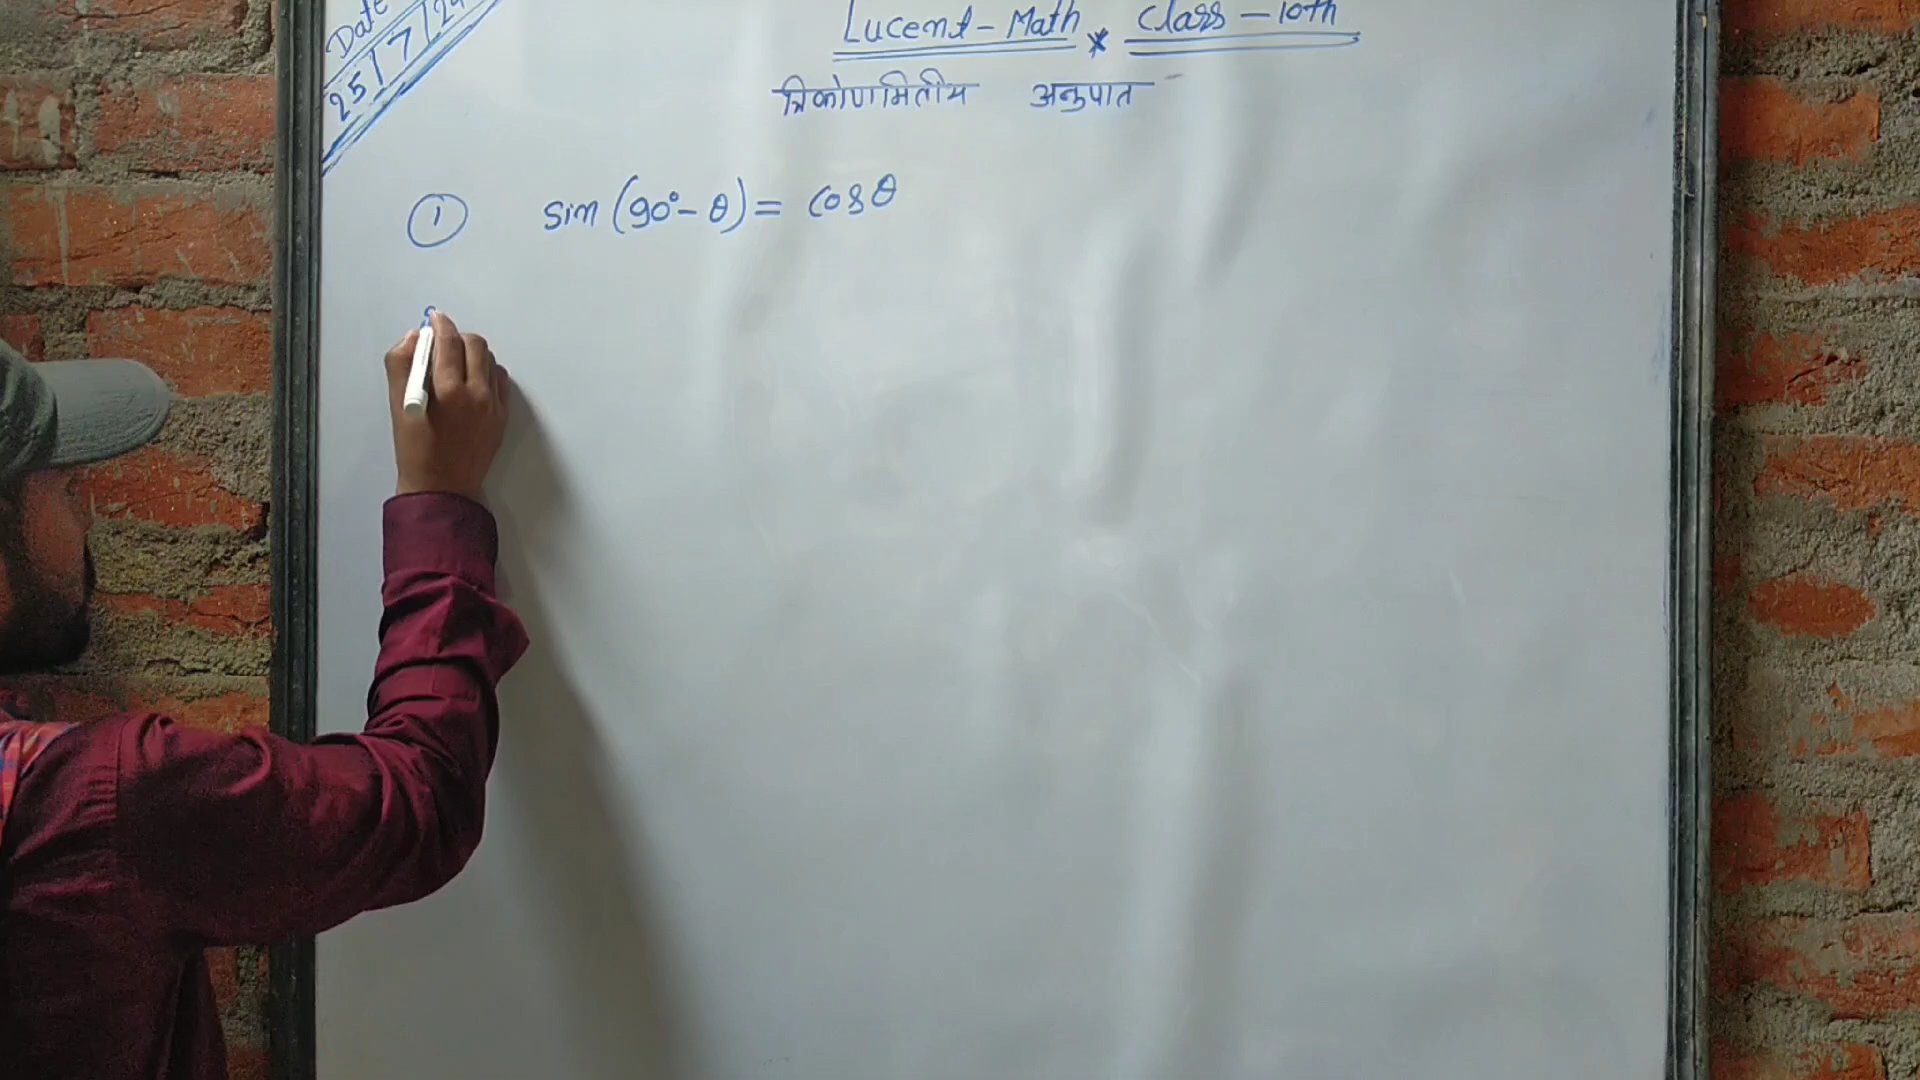 Date
25/7/24
Lucent - Math * Class - 10th
त्रिकोणमितीय अनुपात
① sin (90° - θ) = cos θ